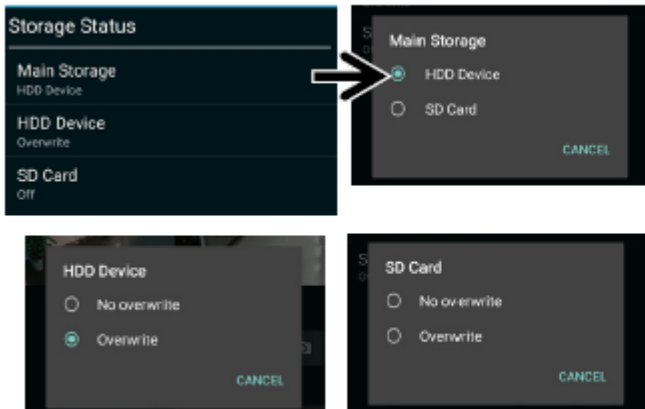 Storage Status
Main Storage
HDD Device
HDD Device
Overwrite
SD Card
Off
Main Storage
HDD Device
SD Card
CANCEL
HDD Device
No overwrite
Overwrite
CANCEL
SD Card
No overwrite
Overwrite
CANCEL